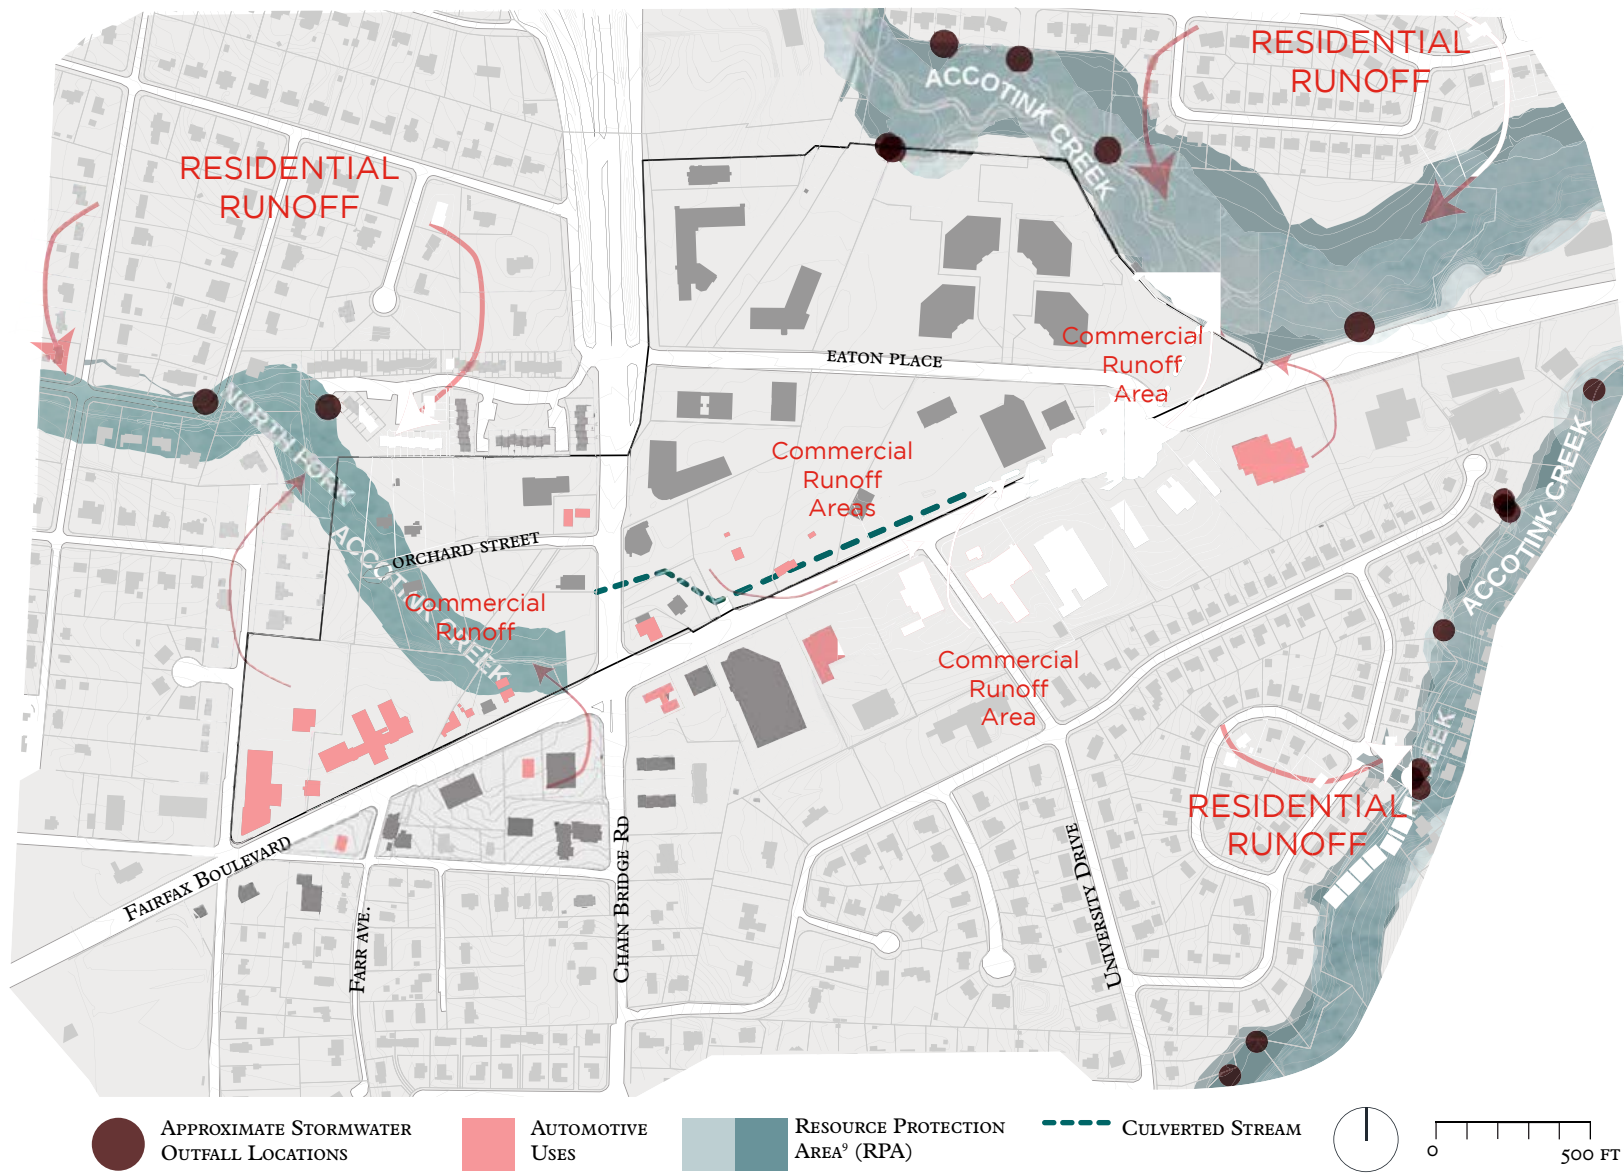 RESIDENTIAL
RUNOFF
ACCOTINK CREEK
RESIDENTIAL
RUNOFF
Commercial
Runoff
Area
EATON PLACE
NORTH FORK
ACCOTINK CREEK
Commercial
Runoff
Areas
ORCHARD STREET
Commercial
Runoff
ACCOTINK CREEK
Commercial
Runoff
Area
EEK
RESIDENTIAL
RUNOFF
FAIRFAX BOULEVARD
FARR AVE.
CHAIN BRIDGE RD
UNIVERSITY DRIVE
APPROXIMATE STORMWATER
OUTFALL LOCATIONS
AUTOMOTIVE
USES
RESOURCE PROTECTION
AREA⁹ (RPA)
CULVERTED STREAM
0 500 FT